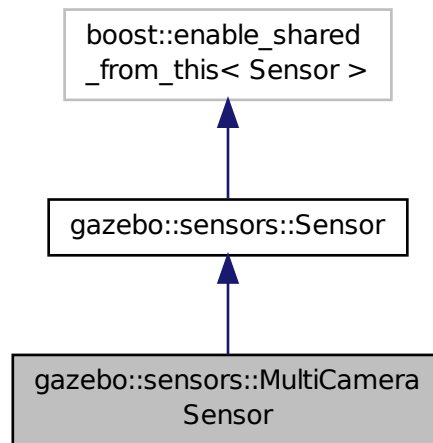 boost::enable_shared
_from_this< Sensor >
gazebo::sensors::Sensor
gazebo::sensors::MultiCamera
Sensor